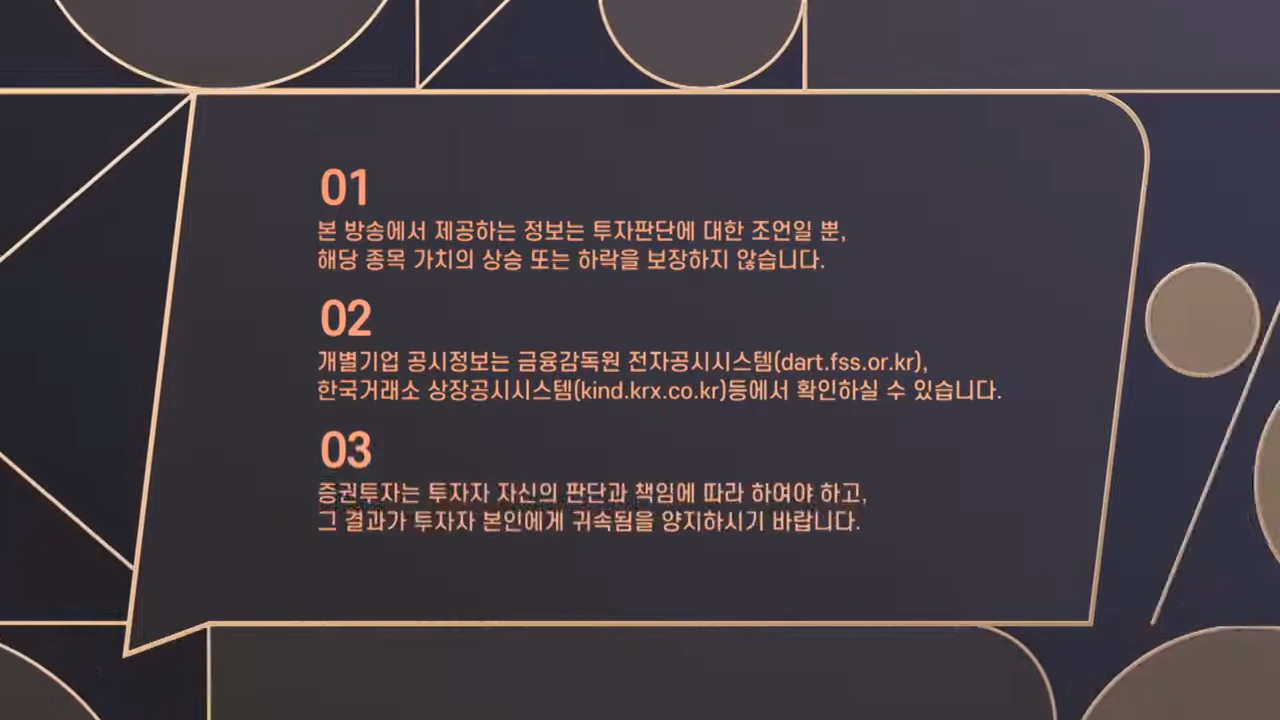 01
본 방송에서 제공하는 정보는 투자판단에 대한 조언일 뿐,
해당 종목 가치의 상승 또는 하락을 보장하지 않습니다.
02
개별기업 공시정보는 금융감독원 전자공시시스템(dart.fss.or.kr),
한국거래소 상장공시시스템(kind.krx.co.kr)등에서 확인하실 수 있습니다.
03
증권투자는 투자자 자신의 판단과 책임에 따라 하여야 하고,
그 결과가 투자자 본인에게 귀속됨을 양지하시기 바랍니다.